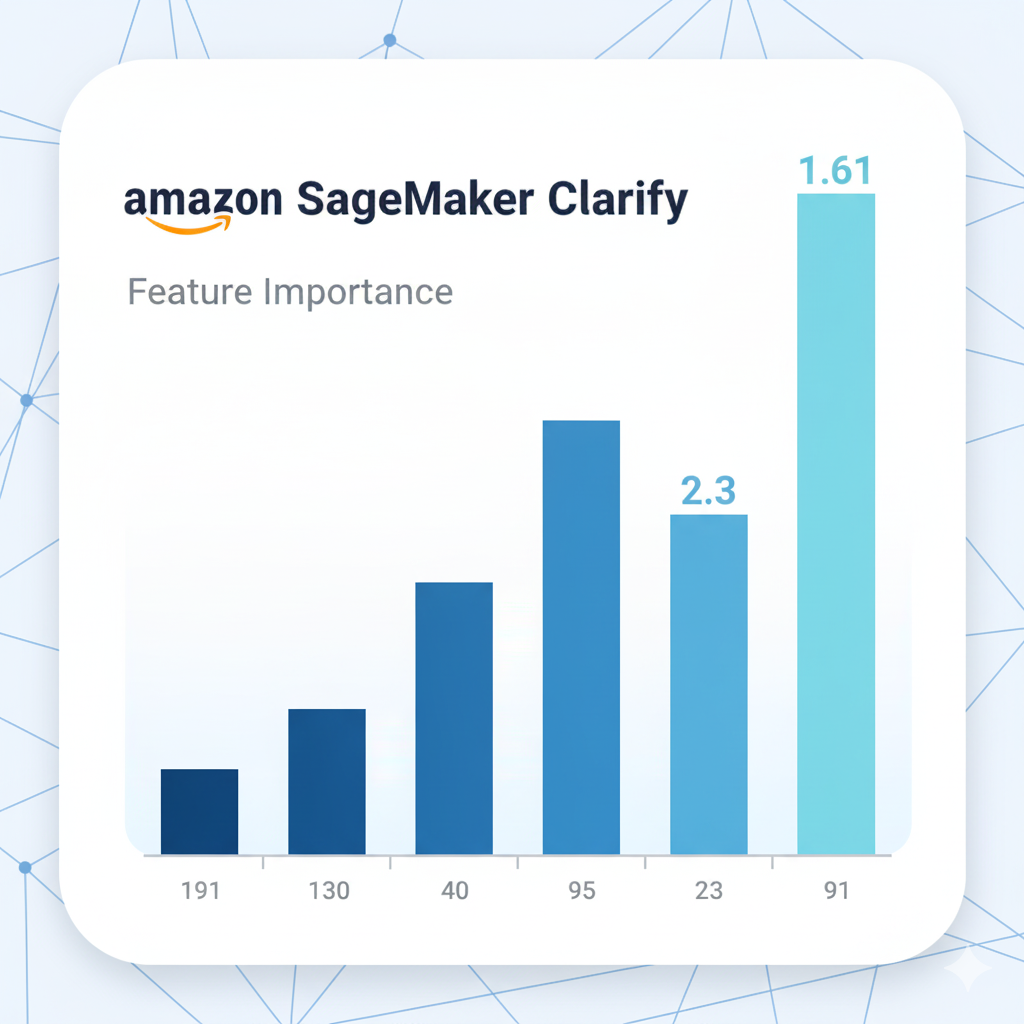 1.61
amazon SageMaker Clarify
Feature Importance
2.3
191 130 40 95 23 91